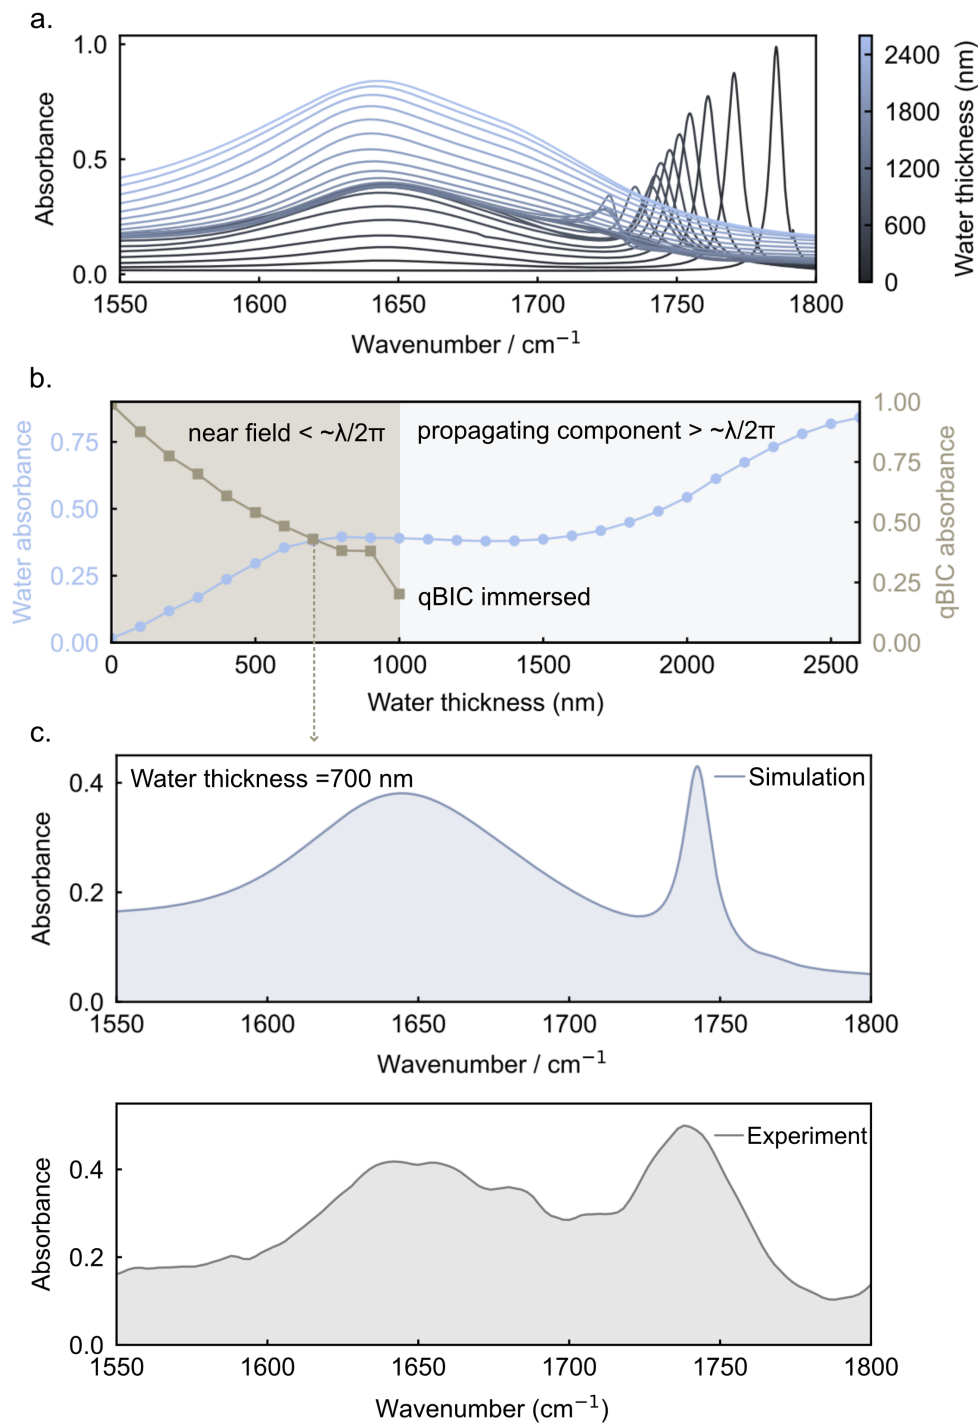 a.
1.0
0.5
0.0
Absorbance
1550 1600 1650 1700 1750 1800
Wavenumber / cm⁻¹
2400
1800
1200
600
0
Water thickness (nm)
b.
near field < ~λ/2π
propagating component > ~λ/2π
qBIC immersed
0.75
0.50
0.25
0.00
Water absorbance
1.00
0.75
0.50
0.25
0.00
qBIC absorbance
0 500 1000 1500 2000 2500
Water thickness (nm)
c.
Water thickness =700 nm
Simulation
0.4
0.2
0.0
Absorbance
1550 1600 1650 1700 1750 1800
Wavenumber / cm⁻¹
Experiment
0.4
0.2
0.0
Absorbance
1550 1600 1650 1700 1750 1800
Wavenumber (cm⁻¹)